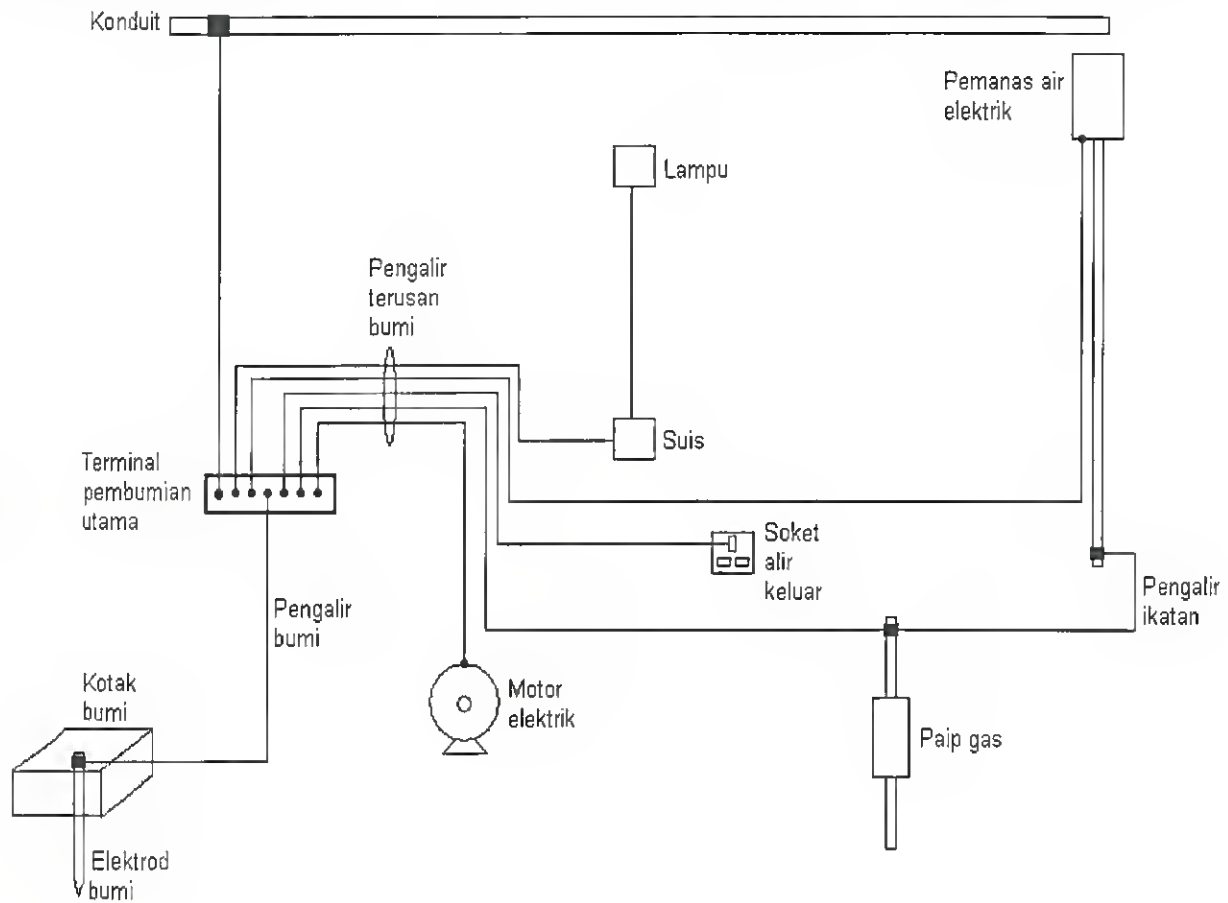 Konduit
Pemanas air
elektrik
Lampu
Pengalir
terusan
bumi
Suis
Terminal
pembumian
utama
Soket
alir
keluar
Pengalir
ikatan
Pengalir
bumi
Kotak
bumi
Motor
elektrik
Paip gas
Elektrod
bumi